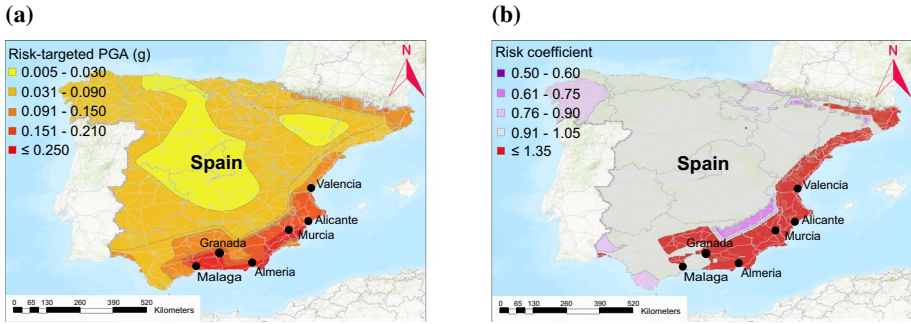 (a)
Risk-targeted PGA (g)
0.005 - 0.030
0.031 - 0.090
0.091 - 0.150
0.151 - 0.210
≤ 0.250
N
Spain
Valencia
Alicante
Murcia
Granada
Almeria
Malaga
0 65 130 260 390 520
Kilometers
(b)
Risk coefficient
0.50 - 0.60
0.61 - 0.75
0.76 - 0.90
0.91 - 1.05
≤ 1.35
N
Spain
Valencia
Alicante
Murcia
Granada
Almeria
Malaga
0 65 130 260 390 520
Kilometers